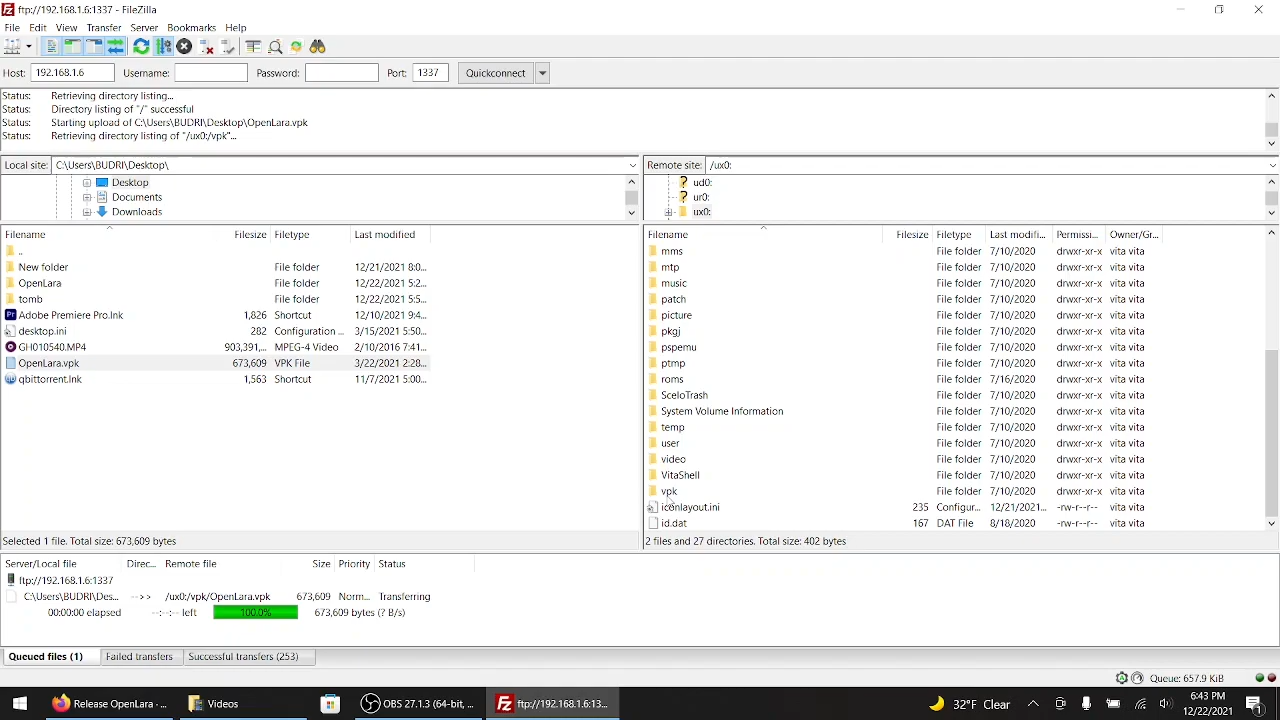 ftp://192.168.1.6:1337 - FileZilla
File Edit View Transfer Server Bookmarks Help
Host: 192.168.1.6 Username: Password: Port: 1337 Quickconnect
Status: Retrieving directory listing...
Status: Directory listing of "/" successful
Status: Starting upload of C:\Users\BUDRI\Desktop\OpenLara.vpk
Status: Retrieving directory listing of "/ux0:/vpk"...
Local site: C:\Users\BUDRI\Desktop\ Remote site: /ux0:
Desktop ud0:
Documents ur0:
Downloads ux0:
Filename Filesize Filetype Last modified Filename Filesize Filetype Last modifi... Permissi... Owner/Gr...
.. mms File folder 7/10/2020 drwxr-xr-x vita vita
New folder File folder 12/21/2021 8:0... mtp File folder 7/10/2020 drwxr-xr-x vita vita
OpenLara File folder 12/22/2021 5:2... music File folder 7/10/2020 drwxr-xr-x vita vita
tomb File folder 12/22/2021 5:5... patch File folder 7/10/2020 drwxr-xr-x vita vita
Adobe Premiere Pro.lnk 1,826 Shortcut 12/10/2021 9:4... picture File folder 7/10/2020 drwxr-xr-x vita vita
desktop.ini 282 Configuration ... 3/15/2021 5:50... pkgj File folder 7/10/2020 drwxr-xr-x vita vita
GH010540.MP4 903,391,... MPEG-4 Video 2/10/2016 7:41... pspemu File folder 7/10/2020 drwxr-xr-x vita vita
OpenLara.vpk 673,609 VPK File 3/22/2021 2:28... ptmp File folder 7/10/2020 drwxr-xr-x vita vita
qbittorrent.lnk 1,563 Shortcut 11/7/2021 5:00... roms File folder 7/16/2020 drwxr-xr-x vita vita
SceIoTrash File folder 7/10/2020 drwxr-xr-x vita vita
System Volume Information File folder 7/10/2020 drwxr-xr-x vita vita
temp File folder 7/10/2020 drwxr-xr-x vita vita
user File folder 7/10/2020 drwxr-xr-x vita vita
video File folder 7/10/2020 drwxr-xr-x vita vita
VitaShell File folder 7/10/2020 drwxr-xr-x vita vita
vpk File folder 7/10/2020 drwxr-xr-x vita vita
iconlayout.ini 235 Configur... 12/21/2021... -rw-r--r-- vita vita
id.dat 167 DAT File 8/18/2020 -rw-r--r-- vita vita
Selected 1 file. Total size: 673,609 bytes 2 files and 27 directories. Total size: 402 bytes
Server/Local file Direc... Remote file Size Priority Status
ftp://192.168.1.6:1337
C:\Users\BUDRI\Des... -->> /ux0:/vpk/OpenLara.vpk 673,609 Norm... Transferring
00:00:00 elapsed --:--:-- left 100.0% 673,609 bytes (? B/s)
Queued files (1) Failed transfers Successful transfers (253)
Queue: 657.9 KiB
Release OpenLara · ... Videos OBS 27.1.3 (64-bit, ... ftp://192.168.1.6:13... 32°F Clear 6:43 PM
12/22/2021